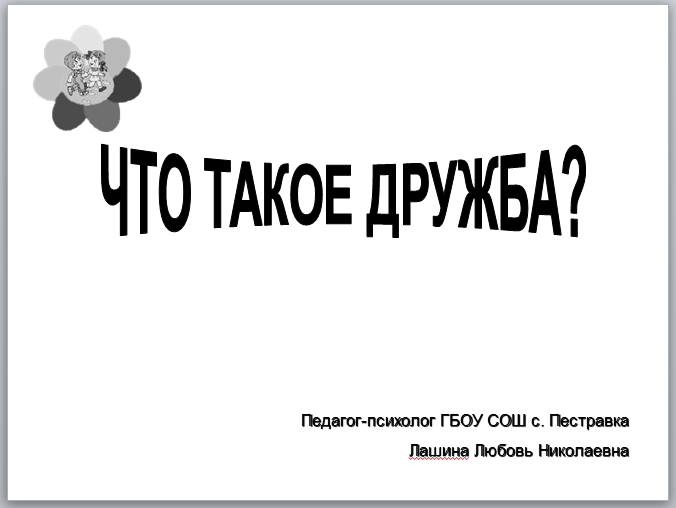 ЧТО ТАКОЕ ДРУЖБА?
Педагог-психолог ГБОУ СОШ с. Пестравка
Лашина Любовь Николаевна